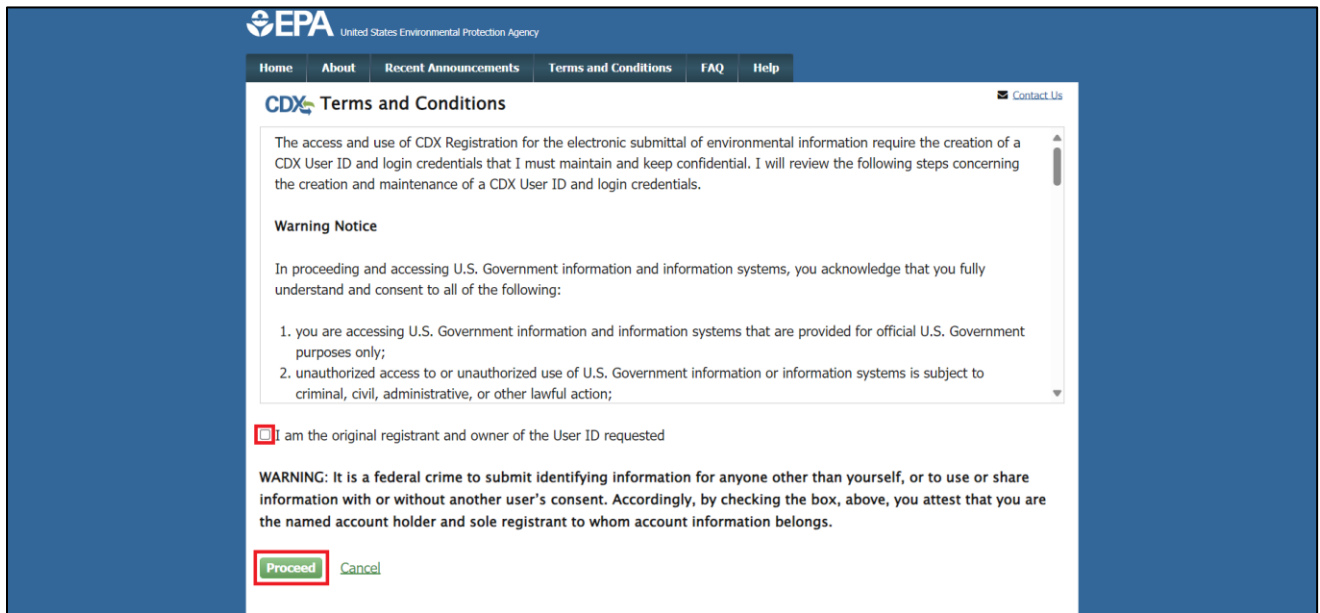 EPA United States Environmental Protection Agency
Home About Recent Announcements Terms and Conditions FAQ Help
CDX Terms and Conditions
Contact Us
The access and use of CDX Registration for the electronic submittal of environmental information require the creation of a
CDX User ID and login credentials that I must maintain and keep confidential. I will review the following steps concerning
the creation and maintenance of a CDX User ID and login credentials.
Warning Notice
In proceeding and accessing U.S. Government information and information systems, you acknowledge that you fully
understand and consent to all of the following:
1. you are accessing U.S. Government information and information systems that are provided for official U.S. Government
purposes only;
2. unauthorized access to or unauthorized use of U.S. Government information or information systems is subject to
criminal, civil, administrative, or other lawful action;
I am the original registrant and owner of the User ID requested
WARNING: It is a federal crime to submit identifying information for anyone other than yourself, or to use or share
information with or without another user's consent. Accordingly, by checking the box, above, you attest that you are
the named account holder and sole registrant to whom account information belongs.
Proceed Cancel